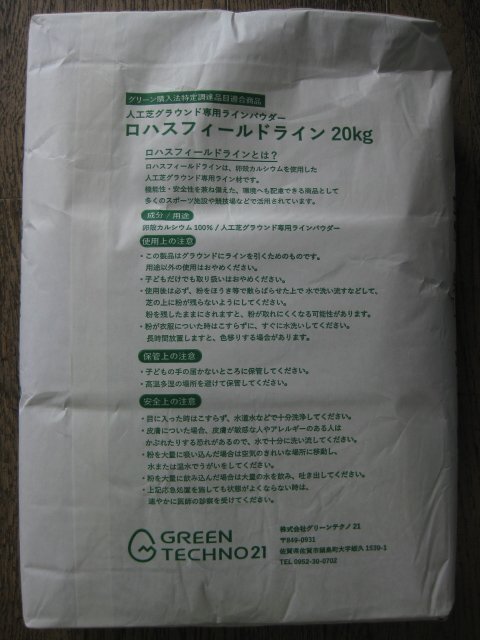 グリーン購入法特定調達品目適合商品
人工芝グラウンド専用ラインパウダー
ロハスフィールドライン 20kg
ロハスフィールドラインとは？
ロハスフィールドラインは、卵殻カルシウムを使用した
人工芝グラウンド専用ライン材です。
機能性・安全性を兼ね備えた、環境へも配慮できる商品として
多くのスポーツ施設や競技場などで活用されています。
成分 / 用途
卵殻カルシウム100% / 人工芝グラウンド専用ラインパウダー
使用上の注意
・この製品はグラウンドにラインを引くためのものです。
用途以外の使用はおやめください。
・子どもだけでも取り扱いはおやめください。
・使用後は必ず、粉をほうき等で散らばらせた上で 水で洗い流すなどして、
芝の上に粉が残らないようにしてください。
粉を残したままにされますと、粉が取れにくくなる可能性があります。
・粉が衣服についた時はこすらずに、すぐに水洗いしてください。
長時間放置しますと、色移りする場合があります。
保管上の注意
・子どもの手の届かないところに保管してください。
・高温多湿の場所を避けて保管してください。
安全上の注意
・目に入った時はこすらず、水道水などで十分洗浄してください。
・皮膚についた場合、皮膚が敏感な人やアレルギーのある人は
かぶれたりする恐れがあるので、水で十分に洗い流してください。
・粉を大量に吸い込んだ場合は空気のきれいな場所に移動し、
水または温水でうがいをしてください。
・粉を大量に飲み込んだ場合は大量の水を飲み、吐き出してください。
・上記応急処置を施しても状態がよくならない時は、
速やかに医師の診察を受けてください。
GREEN
TECHNO21
株式会社グリーンテクノ 21
〒849-0931
佐賀県佐賀市鍋島町大字蛎久 1539-1
TEL 0952-30-0702